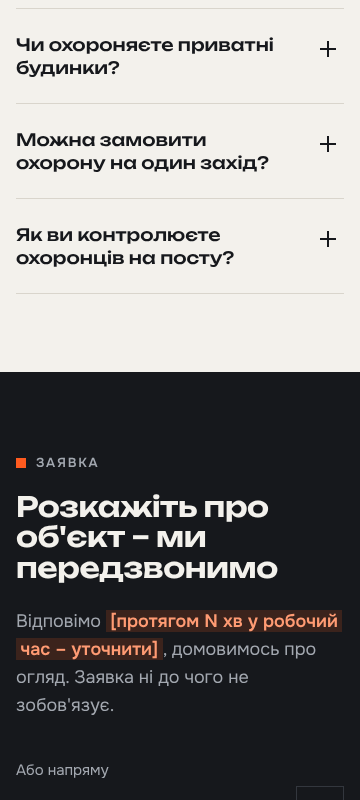 Чи охороняєте приватні
будинки?
Можна замовити
охорону на один захід?
Як ви контролюєте
охоронців на посту?
ЗАЯВКА
Розкажіть про
об'єкт – ми
передзвонимо
Відповімо [протягом N хв у робочий
час – уточнити], домовимось про
огляд. Заявка ні до чого не
зобов'язує.
Або напряму